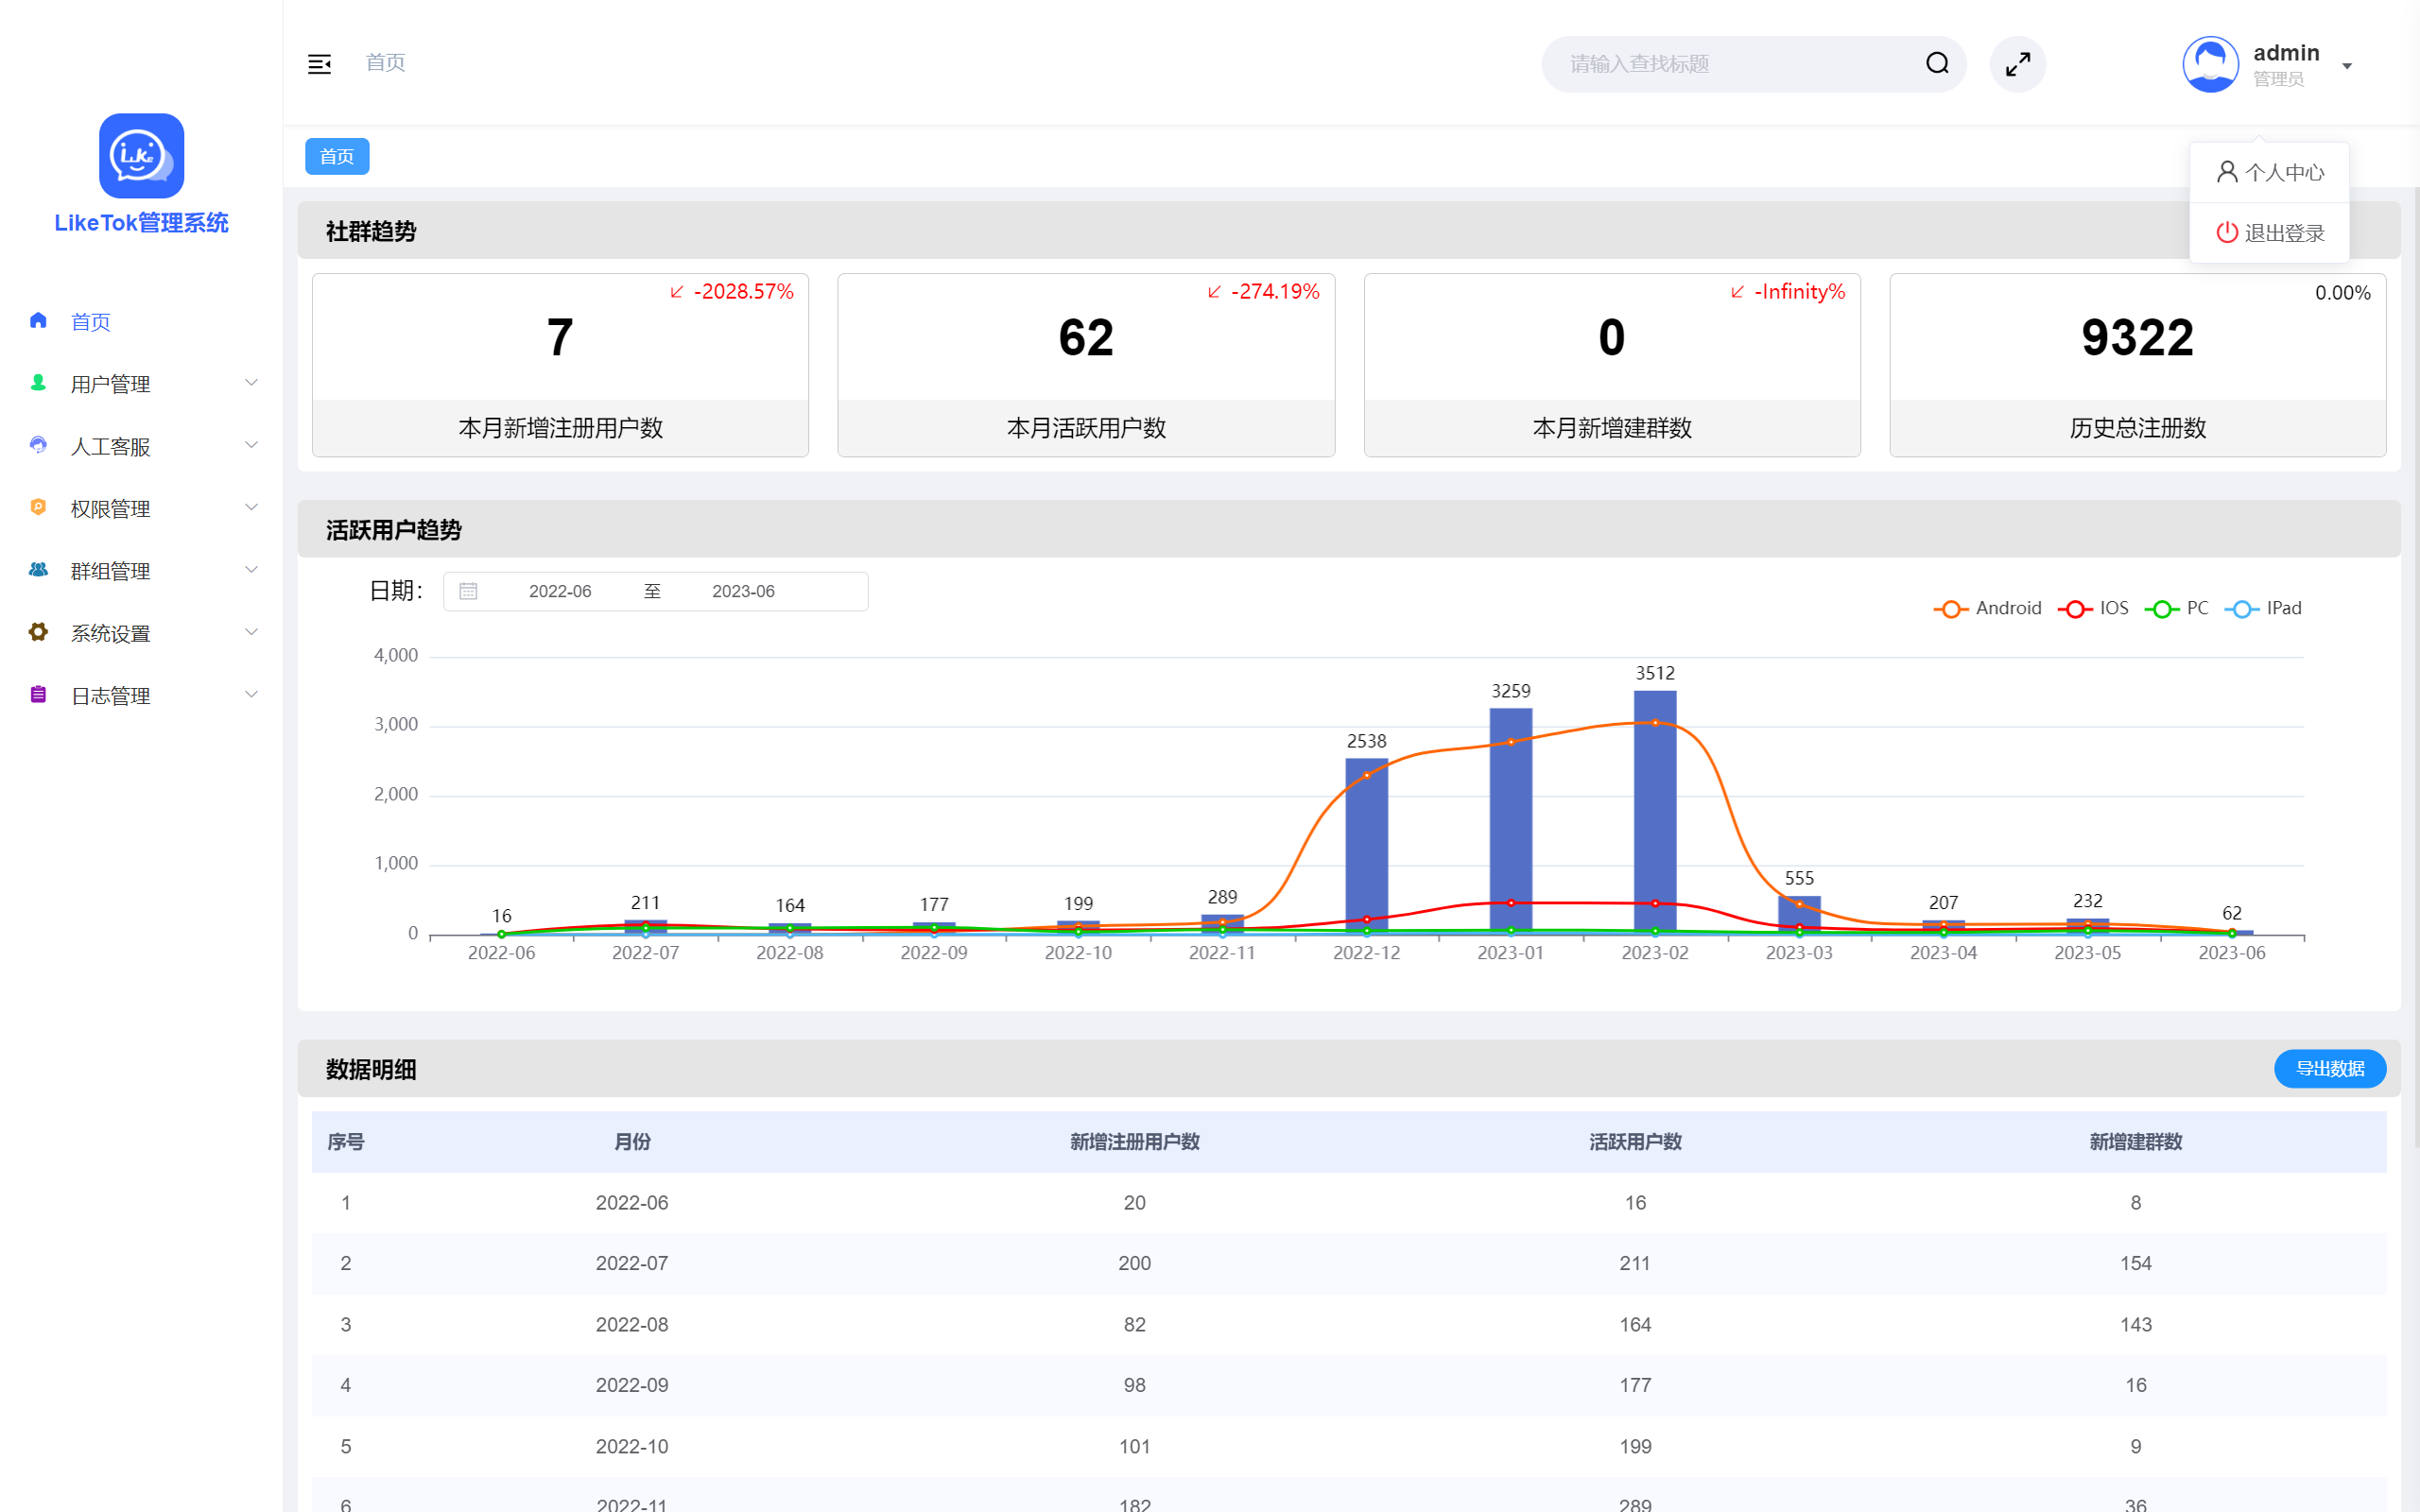 首页
请输入查找标题
admin
管理员
首页
个人中心
退出登录
Like
LikeTok管理系统
首页
用户管理
人工客服
权限管理
群组管理
系统设置
日志管理
社群趋势
-2028.57%
7
本月新增注册用户数
-274.19%
62
本月活跃用户数
-Infinity%
0
本月新增建群数
0.00%
9322
历史总注册数
活跃用户趋势
日期： 2022-06 至 2023-06
Android IOS PC IPad
4,000
3,000
2,000
1,000
0
16 211 164 177 199 289 2538 3259 3512 555 207 232 62
2022-06 2022-07 2022-08 2022-09 2022-10 2022-11 2022-12 2023-01 2023-02 2023-03 2023-04 2023-05 2023-06
数据明细 导出数据
序号 月份 新增注册用户数 活跃用户数 新增建群数
1 2022-06 20 16 8
2 2022-07 200 211 154
3 2022-08 82 164 143
4 2022-09 98 177 16
5 2022-10 101 199 9
6 2022-11 182 289 36